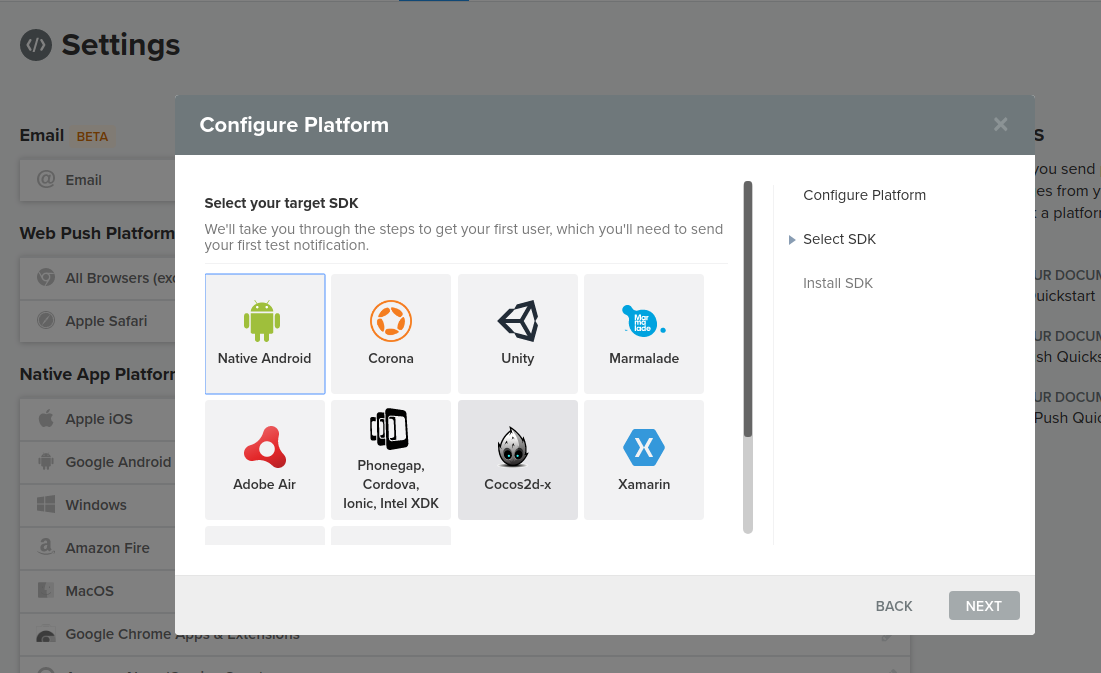 Settings
Email BETA
Email
Web Push Platform
All Browsers (exc
Apple Safari
Native App Platform
Apple iOS
Google Android
Windows
Amazon Fire
MacOS
Google Chrome Apps & Extensions
Configure Platform
Select your target SDK
We'll take you through the steps to get your first user, which you'll need to send
your first test notification.
Native Android
Corona
Unity
Marmalade
Mar
ma
lade
Adobe Air
Phonegap,
Cordova,
Ionic, Intel XDK
Cocos2d-x
Xamarin
Configure Platform
Select SDK
Install SDK
BACK
NEXT
S
you send
es from y
t a platform
UR DOCUM
uickstart
UR DOCUM
sh Quicks
UR DOCUM
Push Quic